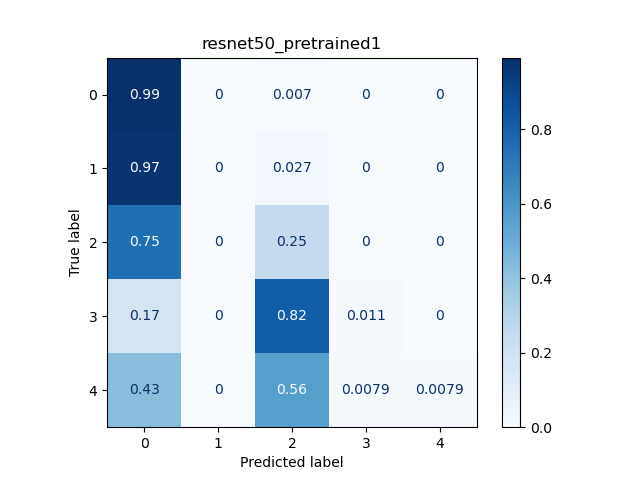 resnet50_pretrained1
True label
0 0.99 0 0.007 0 0
1 0.97 0 0.027 0 0
2 0.75 0 0.25 0 0
3 0.17 0 0.82 0.011 0
4 0.43 0 0.56 0.0079 0.0079
0 1 2 3 4
Predicted label
0.8
0.6
0.4
0.2
0.0